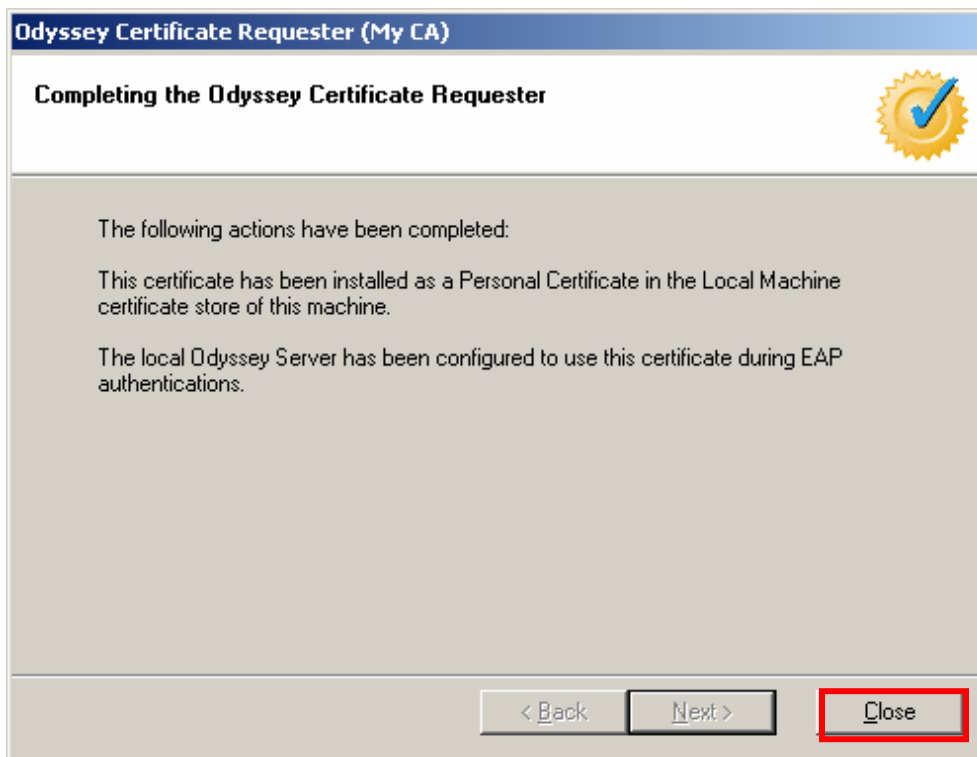 Odyssey Certificate Requester (My CA)
Completing the Odyssey Certificate Requester
The following actions have been completed:
This certificate has been installed as a Personal Certificate in the Local Machine
certificate store of this machine.
The local Odyssey Server has been configured to use this certificate during EAP
authentications.
< Back
Next >
Close